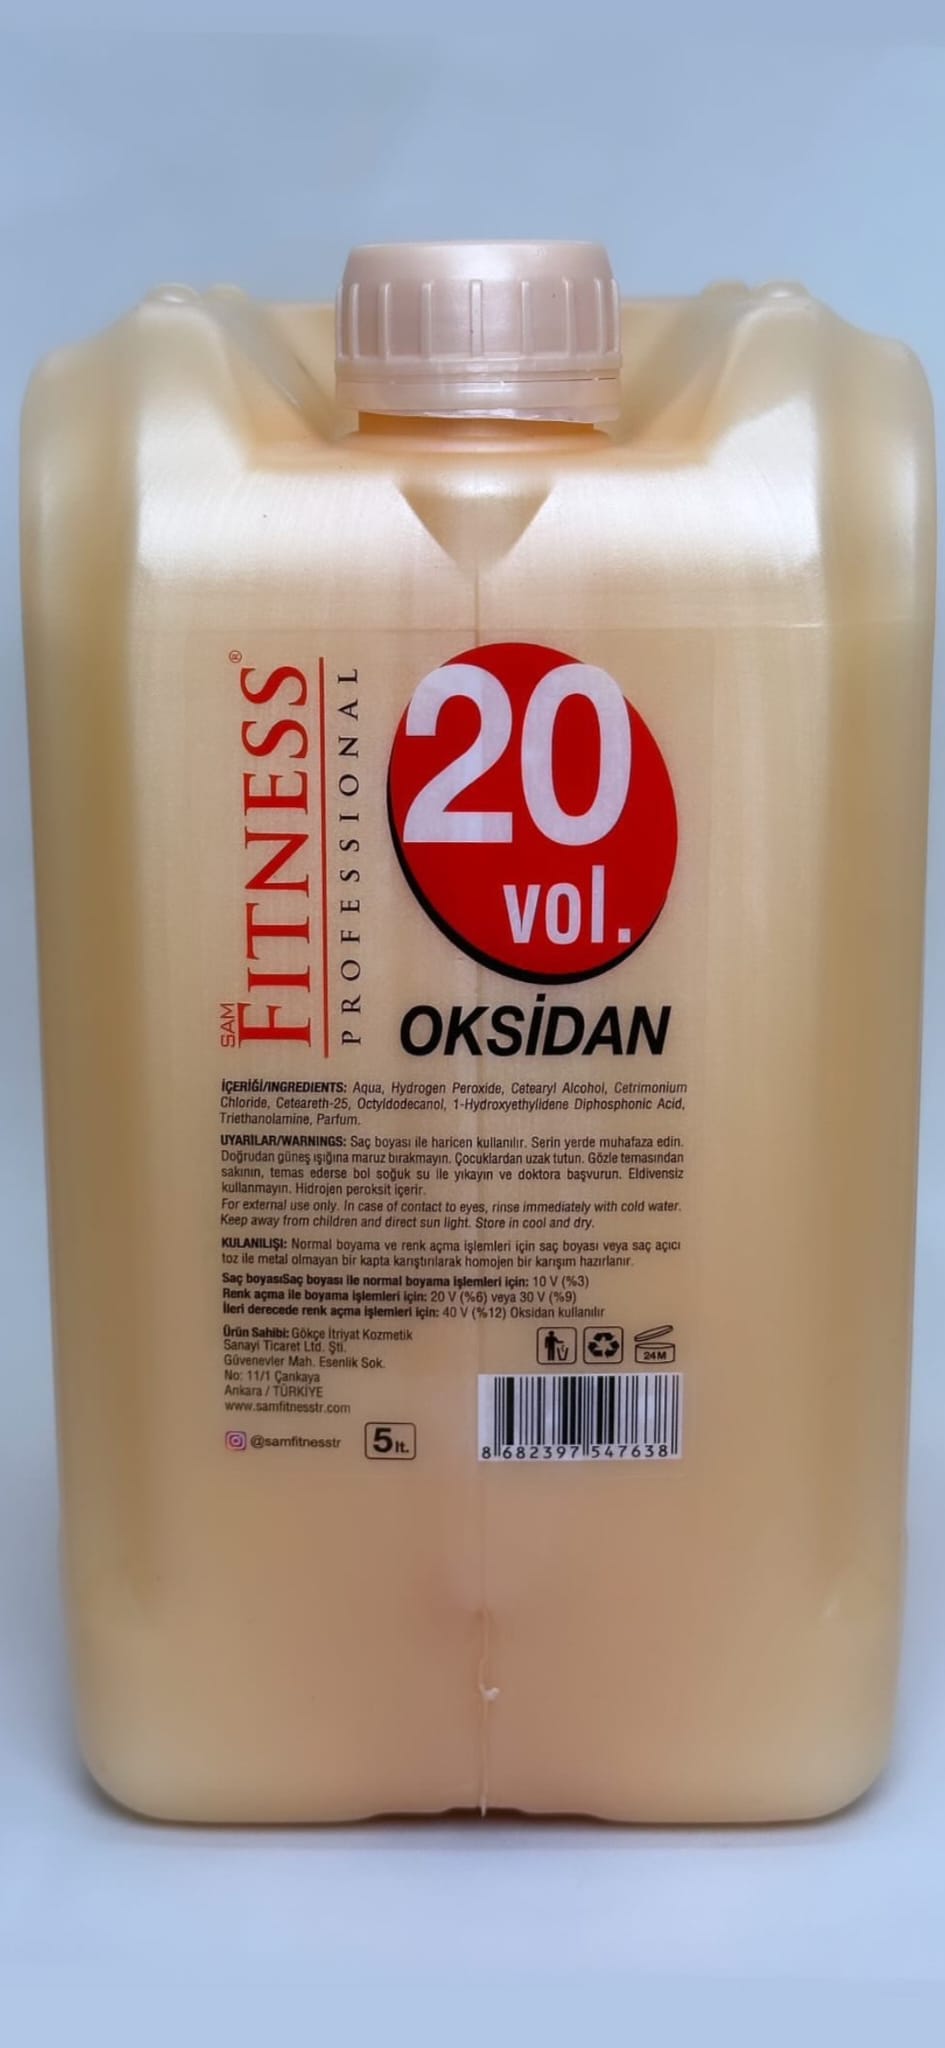 SAM
FITNESS®
PROFESSIONAL
20
vol.
OKSİDAN
İÇERİĞİ/INGREDIENTS: Aqua, Hydrogen Peroxide, Cetearyl Alcohol, Cetrimonium
Chloride, Ceteareth-25, Octyldodecanol, 1-Hydroxyethylidene Diphosphonic Acid,
Triethanolamine, Parfum.
UYARILAR/WARNINGS: Saç boyası ile haricen kullanılır. Serin yerde muhafaza edin.
Doğrudan güneş ışığına maruz bırakmayın. Çocuklardan uzak tutun. Gözle temasından
sakının, temas ederse bol soğuk su ile yıkayın ve doktora başvurun. Eldivensiz
kullanmayın. Hidrojen peroksit içerir.
For external use only. In case of contact to eyes, rinse immediately with cold water.
Keep away from children and direct sun light. Store in cool and dry.
KULANILIŞI: Normal boyama ve renk açma işlemleri için saç boyası veya saç açıcı
toz ile metal olmayan bir kapta karıştırılarak homojen bir karışım hazırlanır.
Saç boyasıSaç boyası ile normal boyama işlemleri için: 10 V (%3)
Renk açma ile boyama işlemleri için: 20 V (%6) veya 30 V (%9)
İleri derecede renk açma işlemleri için: 40 V (%12) Oksidan kullanılır
Ürün Sahibi: Gökçe İtriyat Kozmetik
Sanayi Ticaret Ltd. Şti.
Güvenevler Mah. Esenlik Sok.
No: 11/1 Çankaya
Ankara / TÜRKİYE
www.samfitnesstr.com
24M
@samfitnesstr
5 lt.
8 682397 547638